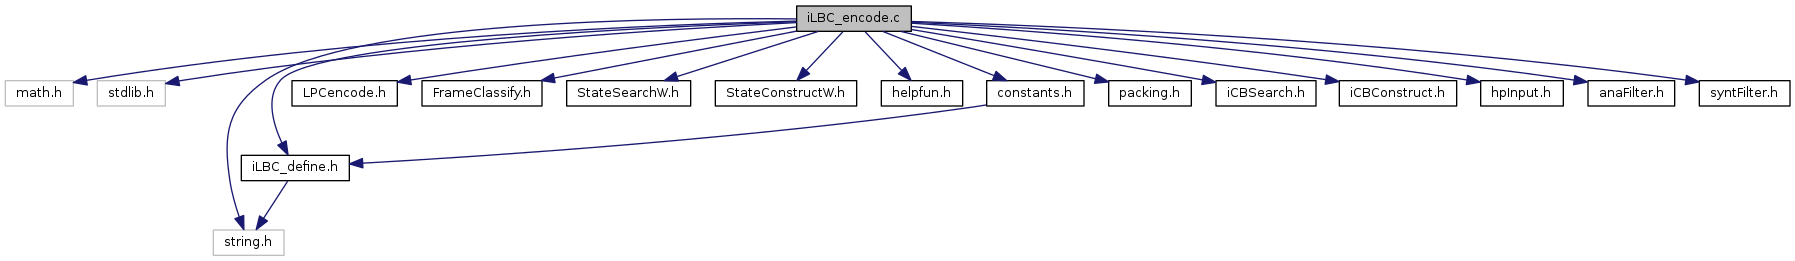 iLBC_encode.c
math.h
stdlib.h
LPCencode.h
FrameClassify.h
StateSearchW.h
StateConstructW.h
helpfun.h
constants.h
packing.h
iCBSearch.h
iCBConstruct.h
hpInput.h
anaFilter.h
syntFilter.h
iLBC_define.h
string.h